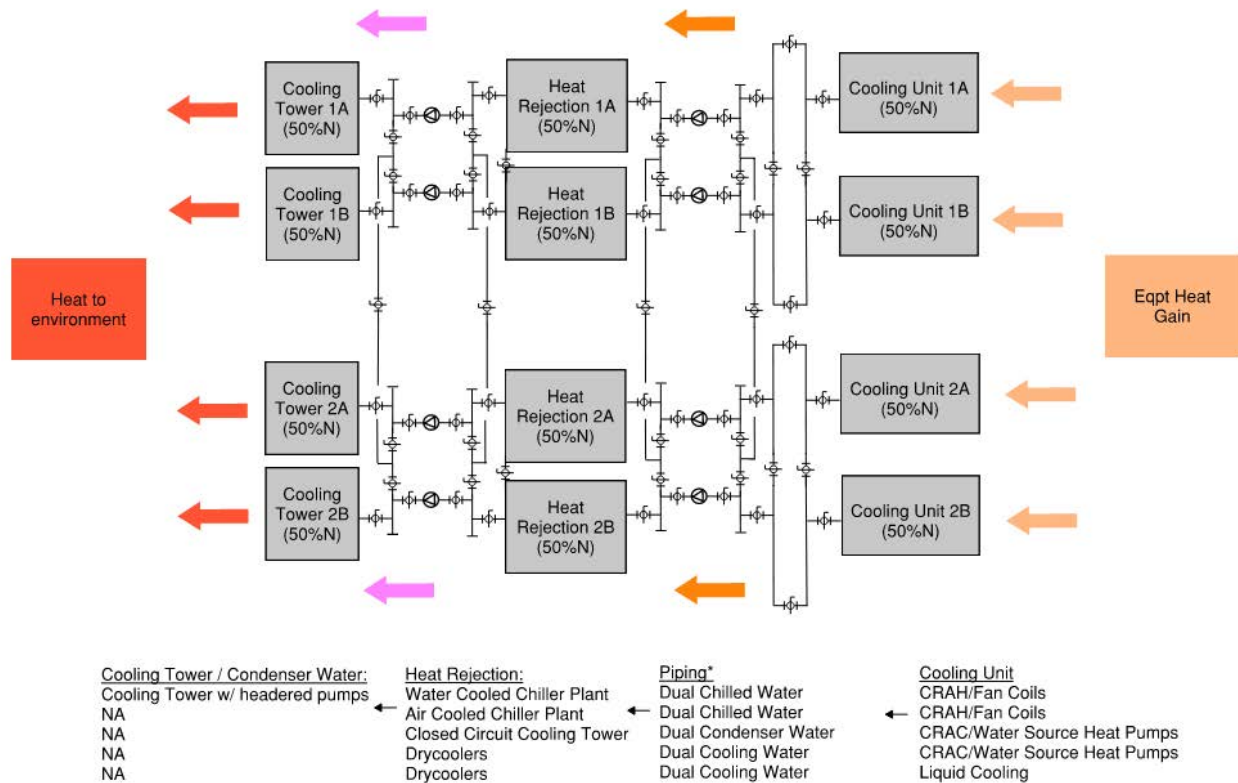 Cooling
Tower 1A
(50%N)
Heat
Rejection 1A
(50%N)
Cooling Unit 1A
(50%N)
Cooling
Tower 1B
(50%N)
Heat
Rejection 1B
(50%N)
Cooling Unit 1B
(50%N)
Heat to
environment
Eqpt Heat
Gain
Cooling
Tower 2A
(50%N)
Heat
Rejection 2A
(50%N)
Cooling Unit 2A
(50%N)
Cooling
Tower 2B
(50%N)
Heat
Rejection 2B
(50%N)
Cooling Unit 2B
(50%N)
Cooling Tower / Condenser Water:
Cooling Tower w/ headered pumps
NA
NA
NA
NA
Heat Rejection:
Water Cooled Chiller Plant
Air Cooled Chiller Plant
Closed Circuit Cooling Tower
Drycoolers
Drycoolers
Piping*
Dual Chilled Water
Dual Chilled Water
Dual Condenser Water
Dual Cooling Water
Dual Cooling Water
Cooling Unit
CRAH/Fan Coils
CRAH/Fan Coils
CRAC/Water Source Heat Pumps
CRAC/Water Source Heat Pumps
Liquid Cooling